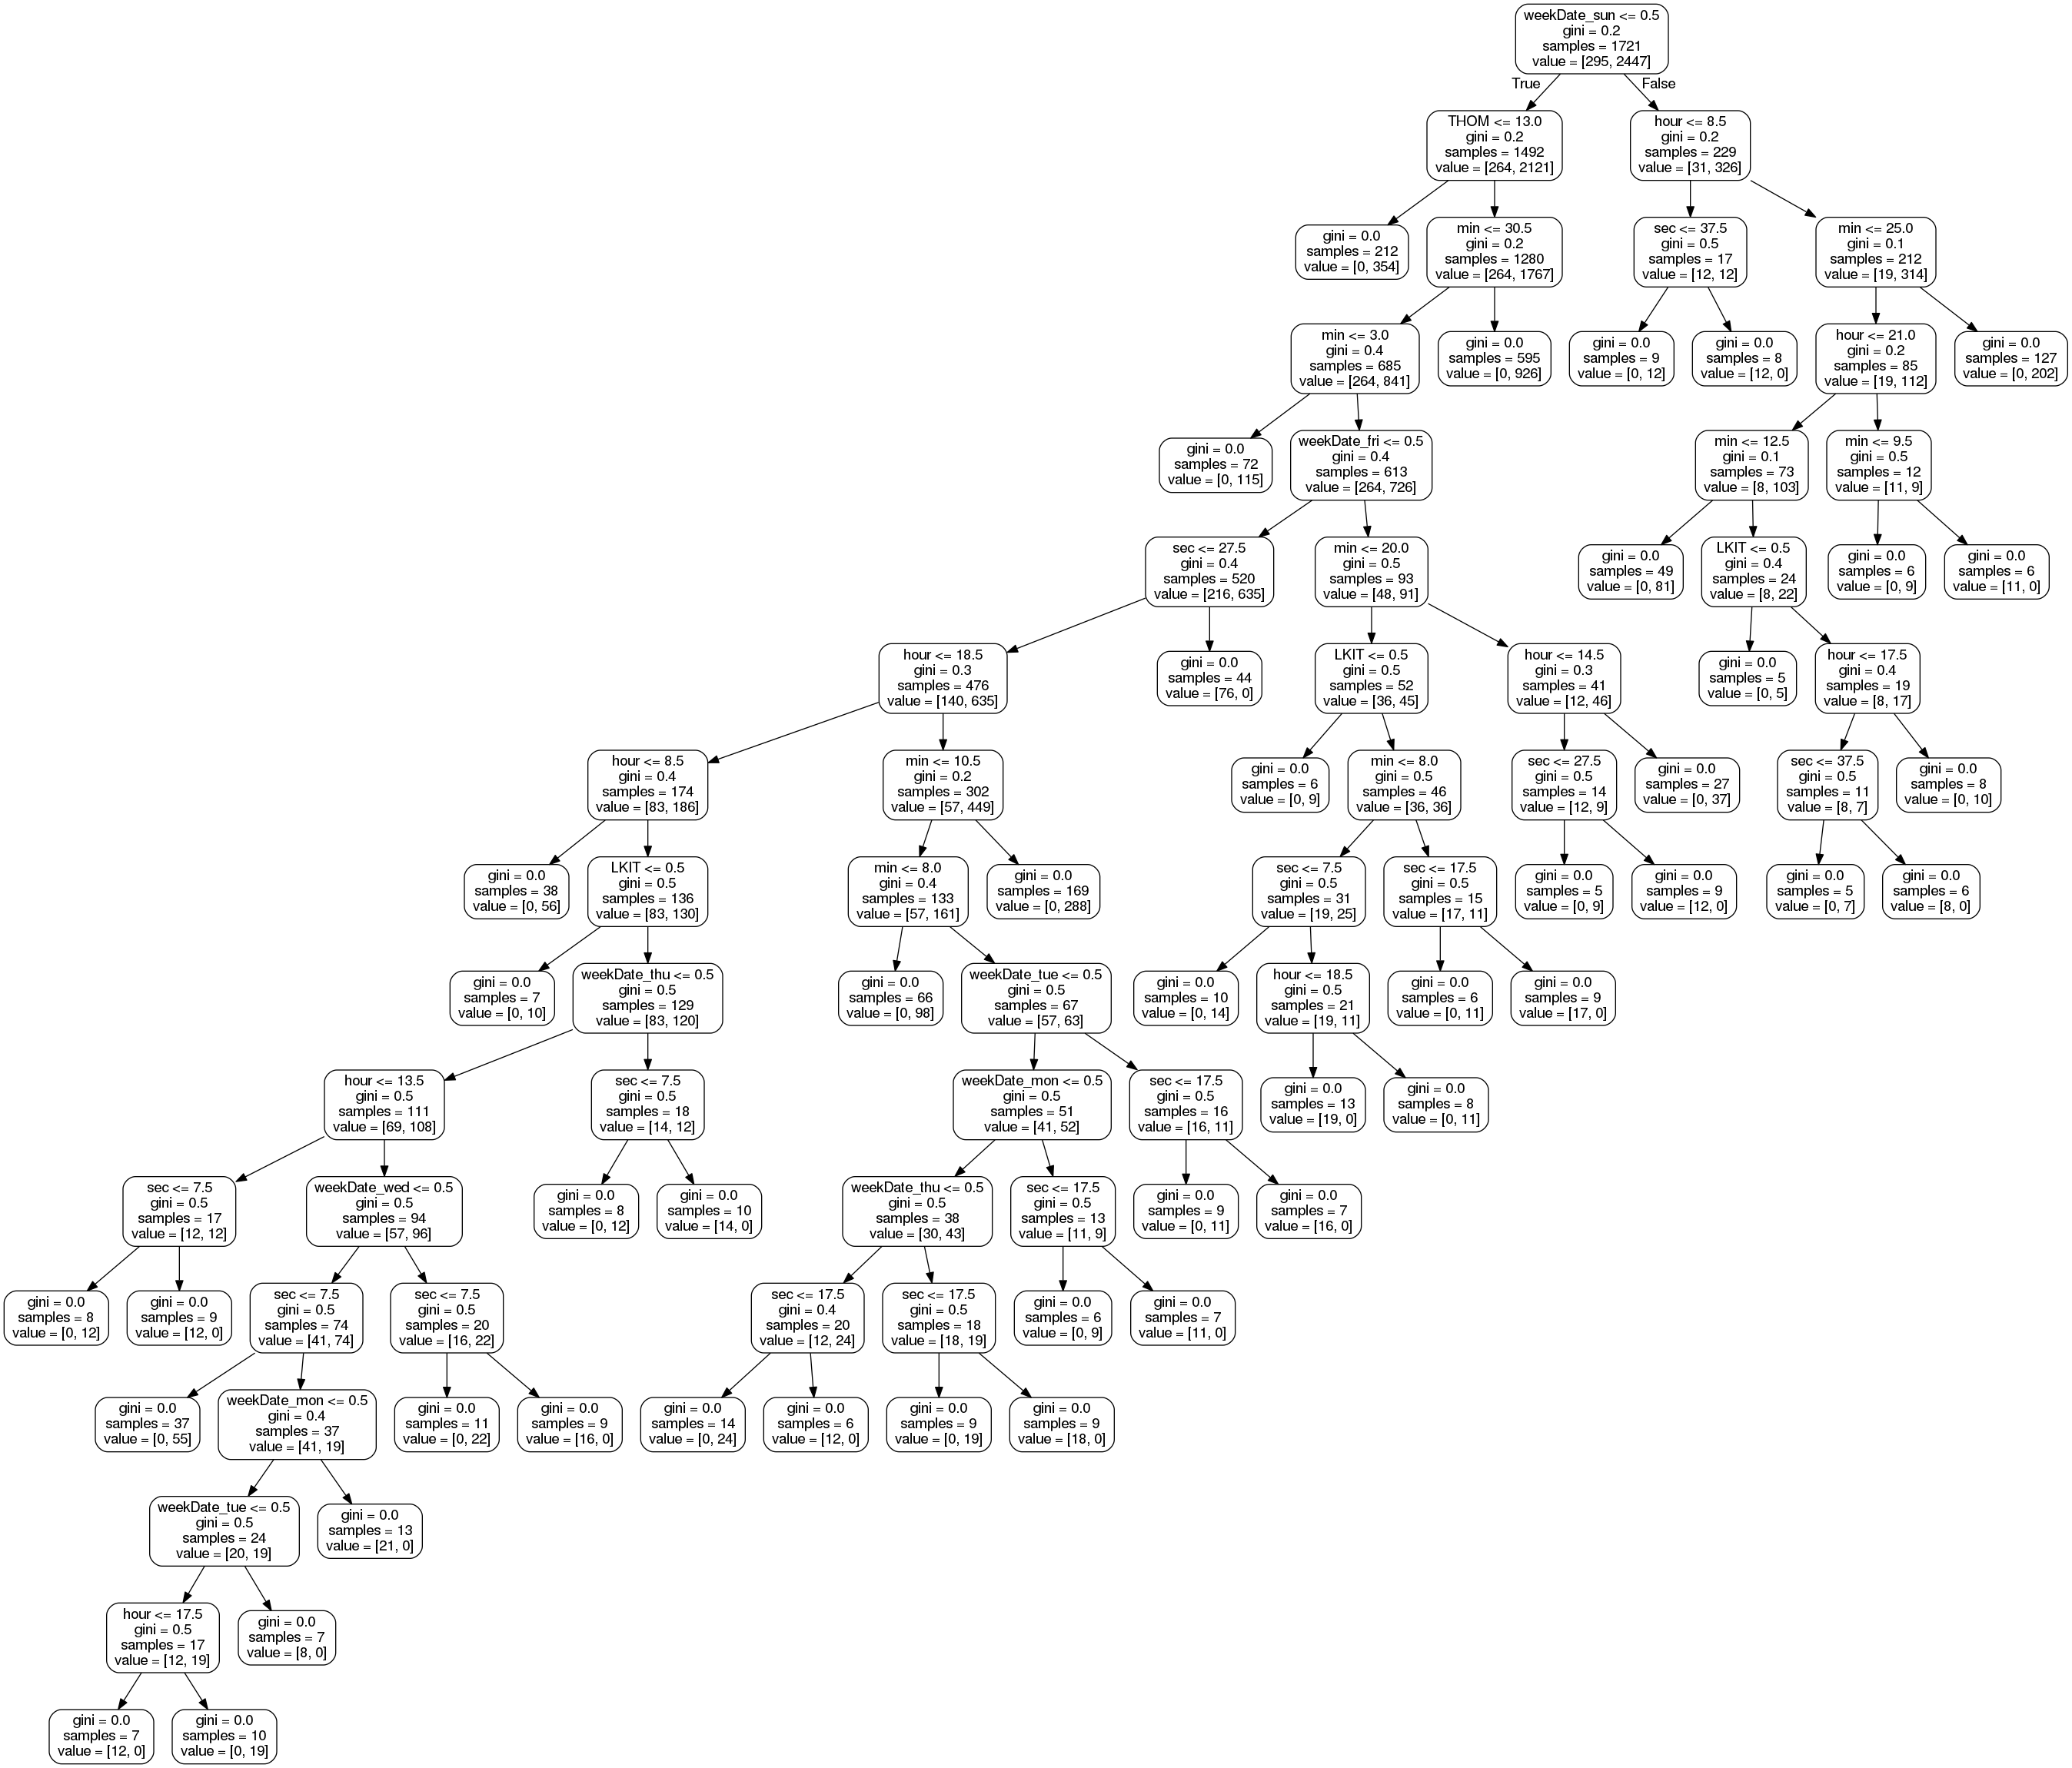 weekDate_sun <= 0.5
gini = 0.2
samples = 1721
value = [295, 2447]
True
False
THOM <= 13.0
gini = 0.2
samples = 1492
value = [264, 2121]
hour <= 8.5
gini = 0.2
samples = 229
value = [31, 326]
gini = 0.0
samples = 212
value = [0, 354]
min <= 30.5
gini = 0.2
samples = 1280
value = [264, 1767]
sec <= 37.5
gini = 0.5
samples = 17
value = [12, 12]
min <= 25.0
gini = 0.1
samples = 212
value = [19, 314]
min <= 3.0
gini = 0.4
samples = 685
value = [264, 841]
gini = 0.0
samples = 595
value = [0, 926]
gini = 0.0
samples = 9
value = [0, 12]
gini = 0.0
samples = 8
value = [12, 0]
hour <= 21.0
gini = 0.2
samples = 85
value = [19, 112]
gini = 0.0
samples = 127
value = [0, 202]
gini = 0.0
samples = 72
value = [0, 115]
weekDate_fri <= 0.5
gini = 0.4
samples = 613
value = [264, 726]
min <= 12.5
gini = 0.1
samples = 73
value = [8, 103]
min <= 9.5
gini = 0.5
samples = 12
value = [11, 9]
sec <= 27.5
gini = 0.4
samples = 520
value = [216, 635]
min <= 20.0
gini = 0.5
samples = 93
value = [48, 91]
gini = 0.0
samples = 49
value = [0, 81]
LKIT <= 0.5
gini = 0.4
samples = 24
value = [8, 22]
gini = 0.0
samples = 6
value = [0, 9]
gini = 0.0
samples = 6
value = [11, 0]
hour <= 18.5
gini = 0.3
samples = 476
value = [140, 635]
gini = 0.0
samples = 44
value = [76, 0]
LKIT <= 0.5
gini = 0.5
samples = 52
value = [36, 45]
hour <= 14.5
gini = 0.3
samples = 41
value = [12, 46]
gini = 0.0
samples = 5
value = [0, 5]
hour <= 17.5
gini = 0.4
samples = 19
value = [8, 17]
hour <= 8.5
gini = 0.4
samples = 174
value = [83, 186]
min <= 10.5
gini = 0.2
samples = 302
value = [57, 449]
gini = 0.0
samples = 6
value = [0, 9]
min <= 8.0
gini = 0.5
samples = 46
value = [36, 36]
sec <= 27.5
gini = 0.5
samples = 14
value = [12, 9]
gini = 0.0
samples = 27
value = [0, 37]
sec <= 37.5
gini = 0.5
samples = 11
value = [8, 7]
gini = 0.0
samples = 8
value = [0, 10]
gini = 0.0
samples = 38
value = [0, 56]
LKIT <= 0.5
gini = 0.5
samples = 136
value = [83, 130]
min <= 8.0
gini = 0.4
samples = 133
value = [57, 161]
gini = 0.0
samples = 169
value = [0, 288]
sec <= 7.5
gini = 0.5
samples = 31
value = [19, 25]
sec <= 17.5
gini = 0.5
samples = 15
value = [17, 11]
gini = 0.0
samples = 5
value = [0, 9]
gini = 0.0
samples = 9
value = [12, 0]
gini = 0.0
samples = 5
value = [0, 7]
gini = 0.0
samples = 6
value = [8, 0]
gini = 0.0
samples = 7
value = [0, 10]
weekDate_thu <= 0.5
gini = 0.5
samples = 129
value = [83, 120]
gini = 0.0
samples = 66
value = [0, 98]
weekDate_tue <= 0.5
gini = 0.5
samples = 67
value = [57, 63]
gini = 0.0
samples = 10
value = [0, 14]
hour <= 18.5
gini = 0.5
samples = 21
value = [19, 11]
gini = 0.0
samples = 6
value = [0, 11]
gini = 0.0
samples = 9
value = [17, 0]
hour <= 13.5
gini = 0.5
samples = 111
value = [69, 108]
sec <= 7.5
gini = 0.5
samples = 18
value = [14, 12]
weekDate_mon <= 0.5
gini = 0.5
samples = 51
value = [41, 52]
sec <= 17.5
gini = 0.5
samples = 16
value = [16, 11]
gini = 0.0
samples = 13
value = [19, 0]
gini = 0.0
samples = 8
value = [0, 11]
sec <= 7.5
gini = 0.5
samples = 17
value = [12, 12]
weekDate_wed <= 0.5
gini = 0.5
samples = 94
value = [57, 96]
gini = 0.0
samples = 8
value = [0, 12]
gini = 0.0
samples = 10
value = [14, 0]
weekDate_thu <= 0.5
gini = 0.5
samples = 38
value = [30, 43]
sec <= 17.5
gini = 0.5
samples = 13
value = [11, 9]
gini = 0.0
samples = 9
value = [0, 11]
gini = 0.0
samples = 7
value = [16, 0]
gini = 0.0
samples = 8
value = [0, 12]
gini = 0.0
samples = 9
value = [12, 0]
sec <= 7.5
gini = 0.5
samples = 74
value = [41, 74]
sec <= 7.5
gini = 0.5
samples = 20
value = [16, 22]
sec <= 17.5
gini = 0.4
samples = 20
value = [12, 24]
sec <= 17.5
gini = 0.5
samples = 18
value = [18, 19]
gini = 0.0
samples = 6
value = [0, 9]
gini = 0.0
samples = 7
value = [11, 0]
gini = 0.0
samples = 37
value = [0, 55]
weekDate_mon <= 0.5
gini = 0.4
samples = 37
value = [41, 19]
gini = 0.0
samples = 11
value = [0, 22]
gini = 0.0
samples = 9
value = [16, 0]
gini = 0.0
samples = 14
value = [0, 24]
gini = 0.0
samples = 6
value = [12, 0]
gini = 0.0
samples = 9
value = [0, 19]
gini = 0.0
samples = 9
value = [18, 0]
weekDate_tue <= 0.5
gini = 0.5
samples = 24
value = [20, 19]
gini = 0.0
samples = 13
value = [21, 0]
hour <= 17.5
gini = 0.5
samples = 17
value = [12, 19]
gini = 0.0
samples = 7
value = [8, 0]
gini = 0.0
samples = 7
value = [12, 0]
gini = 0.0
samples = 10
value = [0, 19]